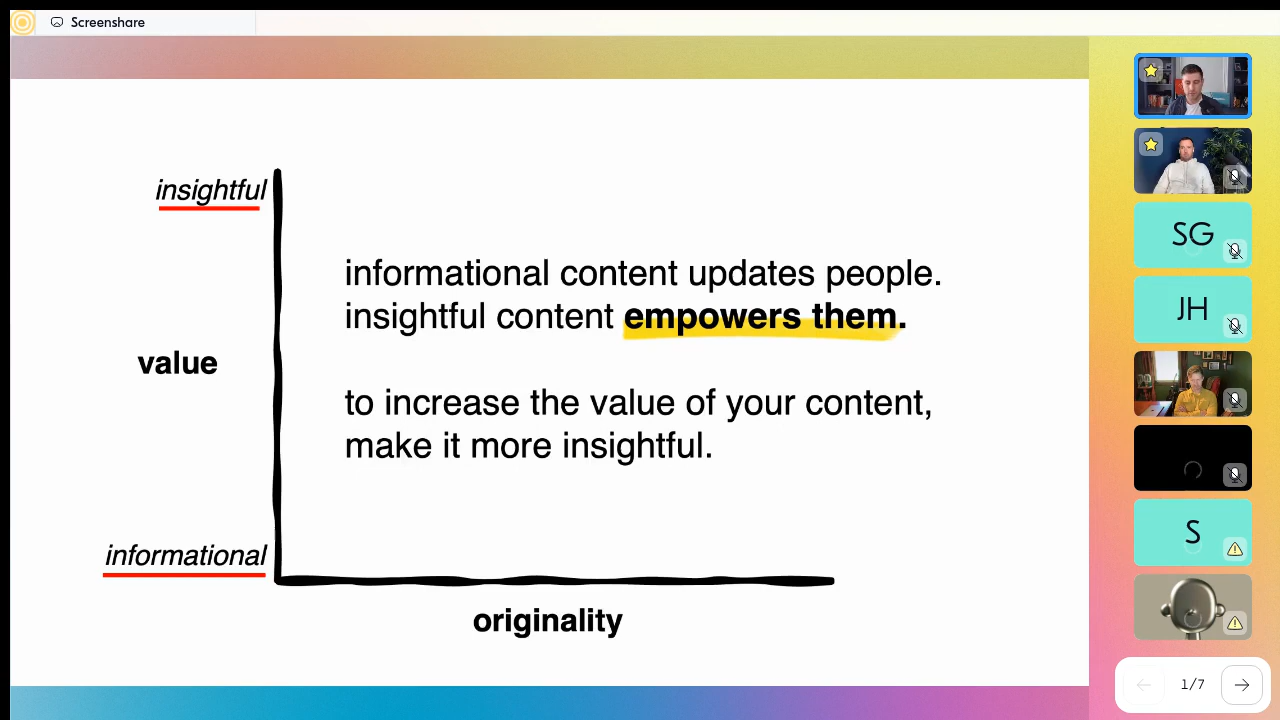 Screenshare
insightful
informational content updates people.
insightful content empowers them.
value
to increase the value of your content,
make it more insightful.
informational
originality
SG
JH
S
1/7